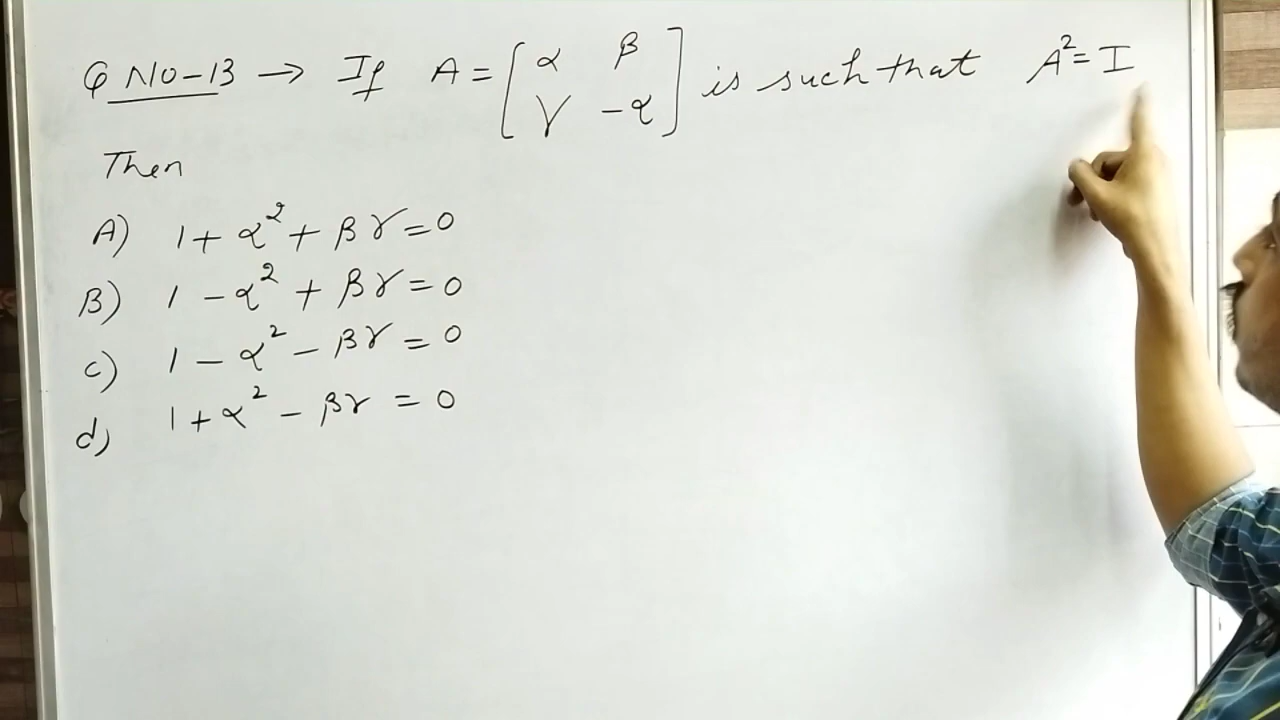 Q NO-13 → If A = [α β is such that A² = I
γ -α]
Then
A) 1 + α² + βγ = 0
B) 1 - α² + βγ = 0
C) 1 - α² - βγ = 0
d) 1 + α² - βγ = 0